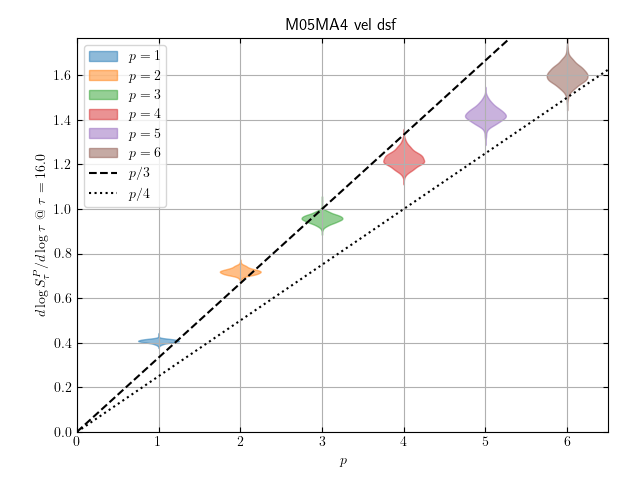 M05MA4 vel dsf
p = 1
p = 2
p = 3
p = 4
p = 5
p = 6
p/3
p/4
d log S_τ^P / d log τ @ τ = 16.0
1.6
1.4
1.2
1.0
0.8
0.6
0.4
0.2
0.0
0 1 2 3 4 5 6
p